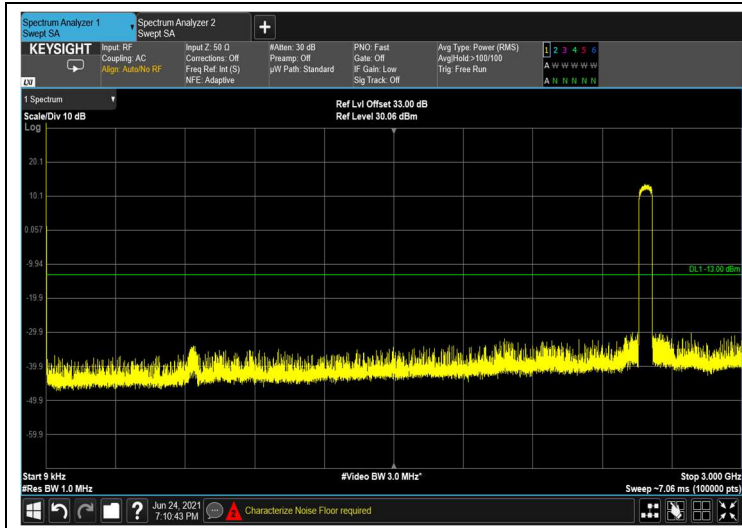 Spectrum Analyzer 1
Swept SA
Spectrum Analyzer 2
Swept SA
+
KEYSIGHT
LXI
Input: RF
Coupling: AC
Align: Auto/No RF
Input Z: 50 Ω
Corrections: Off
Freq Ref: Int (S)
NFE: Adaptive
#Atten: 30 dB
Preamp: Off
µW Path: Standard
PNO: Fast
Gate: Off
IF Gain: Low
Sig Track: Off
Avg Type: Power (RMS)
Avg|Hold:>100/100
Trig: Free Run
1 2 3 4 5 6
A W W W W W
A N N N N N
1 Spectrum
Scale/Div 10 dB
Log
Ref Lvl Offset 33.00 dB
Ref Level 30.06 dBm
20.1
10.1
0.057
-9.94
DL1 -13.00 dBm
-19.9
-29.9
-39.9
-49.9
-59.9
Start 9 kHz
#Res BW 1.0 MHz
#Video BW 3.0 MHz*
Stop 3.000 GHz
Sweep ~7.06 ms (100000 pts)
?
Jun 24, 2021
7:10:43 PM
2
Characterize Noise Floor required